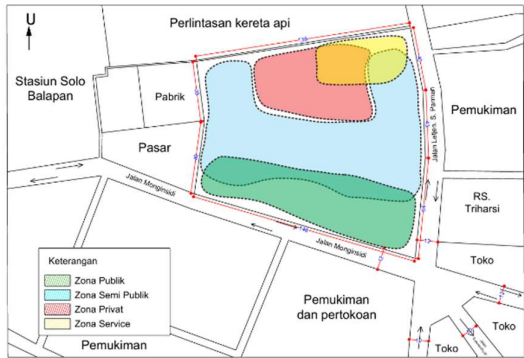 U
Perlintasan kereta api
Stasiun Solo
Balapan
Pabrik
Pasar
Jalan Letjen. S. Parman
Pemukiman
RS.
Triharsi
Toko
Jalan Monginsidi
Jalan Monginsidi
Keterangan
Zona Publik
Zona Semi Publik
Zona Privat
Zona Service
Pemukiman
Pemukiman
dan pertokoan
Toko
Toko